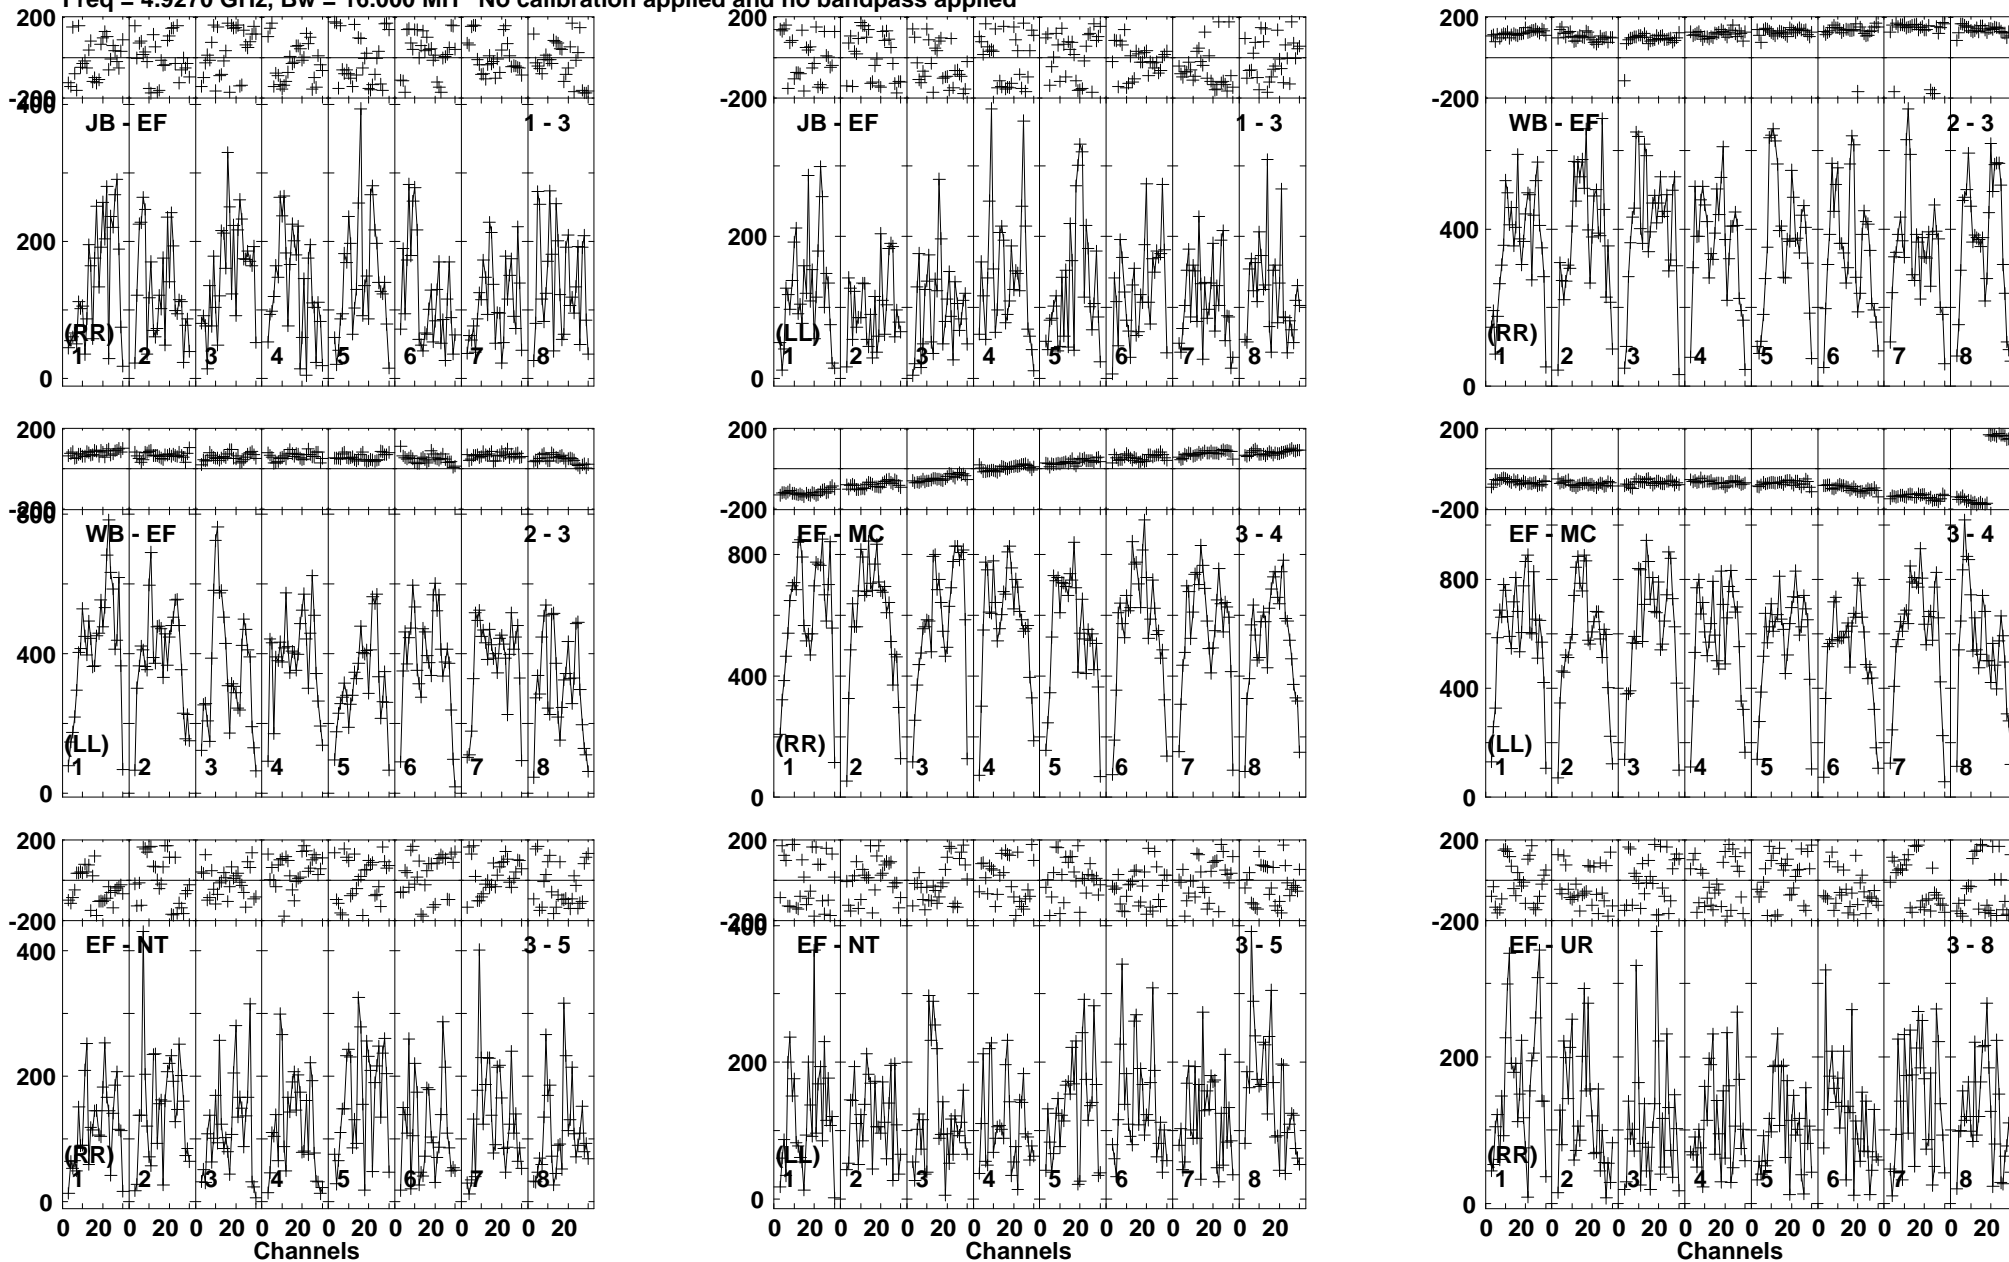 Freq = 4.9270 GHz, Bw = 16.000 MH No calibration applied and no bandpass applied
200 200 200
-200 -200 -200
400
JB - EF 1 - 3 JB - EF 1 - 3 WB - EF 2 - 3
200 200 400
(RR) (LL) (RR)
1 2 3 4 5 6 7 8 1 2 3 4 5 6 7 8 1 2 3 4 5 6 7 8
0 0 0
200 200 200
-200 -200 -200
800
WB - EF 2 - 3 EF - MC 3 - 4 EF - MC 3 - 4
800 800
400 400 400
(LL) (RR) (LL)
1 2 3 4 5 6 7 8 1 2 3 4 5 6 7 8 1 2 3 4 5 6 7 8
0 0 0
200 200 200
-200 -200 -200
400 400
EF - NT 3 - 5 EF - NT 3 - 5 EF - UR 3 - 8
200 200 200
(RR) (LL) (RR)
1 2 3 4 5 6 7 8 1 2 3 4 5 6 7 8 1 2 3 4 5 6 7 8
0 0 0
0 20 0 20 0 20 0 20 0 20 0 20 0 20 0 20 0 20 0 20 0 20 0 20 0 20 0 20 0 20 0 20 0 20 0 20 0 20 0 20 0 20 0 20 0 20 0 20
Channels Channels Channels